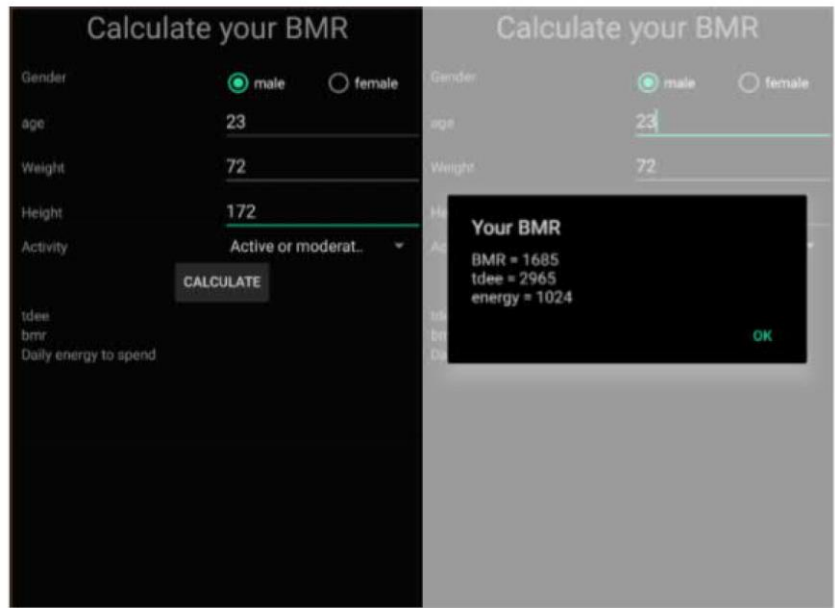 Calculate your BMR
Gender male female
age 23
Weight 72
Height 172
Activity Active or moderat..
CALCULATE
tdee
bmr
Daily energy to spend
Calculate your BMR
Gender male female
age 23
Weight 72
Your BMR
BMR = 1685
tdee = 2965
energy = 1024
OK